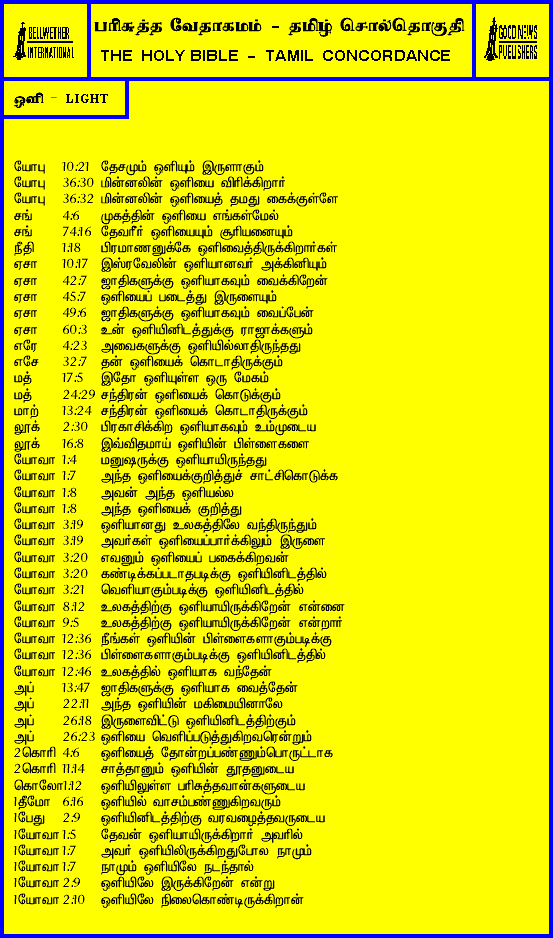 BELLWETHER
INTERNATIONAL
பரிசுத்த வேதாகமம் - தமிழ் சொல்தொகுதி
THE HOLY BIBLE - TAMIL CONCORDANCE
GOOD NEWS
PUBLISHERS
ஒளி - LIGHT
யோபு 10:21 தேசமும் ஒளியும் இருளாகும்
யோபு 36:30 மின்னலின் ஒளியை விரிக்கிறார்
யோபு 36:32 மின்னலின் ஒளியைத் தமது கைக்குள்ளே
சங் 4:6 முகத்தின் ஒளியை எங்கள்மேல்
சங் 74:16 தேவரீர் ஒளியையும் சூரியனையும்
நீதி 1:18 பிரமாணனுக்கே ஒளிவைத்திருக்கிறார்கள்
ஏசா 10:17 இஸ்ரவேலின் ஒளியானவர் அக்கினியும்
ஏசா 42:7 ஜாதிகளுக்கு ஒளியாகவும் வைக்கிறேன்
ஏசா 45:7 ஒளியைப் படைத்து இருளையும்
ஏசா 49:6 ஜாதிகளுக்கு ஒளியாகவும் வைப்பேன்
ஏசா 60:3 உன் ஒளியினிடத்துக்கு ராஜாக்களும்
எரே 4:23 அவைகளுக்கு ஒளியில்லாதிருந்தது
எசே 32:7 தன் ஒளியைக் கொடாதிருக்கும்
மத் 17:5 இதோ ஒளியுள்ள ஒரு மேகம்
மத் 24:29 சந்திரன் ஒளியைக் கொடுக்கும்
மாற் 13:24 சந்திரன் ஒளியைக் கொடாதிருக்கும்
லூக் 2:30 பிரகாசிக்கிற ஒளியாகவும் உம்முடைய
லூக் 16:8 இவ்விதமாய் ஒளியின் பிள்ளைகளை
யோவா 1:4 மனுஷருக்கு ஒளியாயிருந்தது
யோவா 1:7 அந்த ஒளியைக்குறித்துச் சாட்சிகொடுக்க
யோவா 1:8 அவன் அந்த ஒளியல்ல
யோவா 1:8 அந்த ஒளியைக் குறித்து
யோவா 3:19 ஒளியானது உலகத்திலே வந்திருந்தும்
யோவா 3:19 அவர்கள் ஒளியைப்பார்க்கிலும் இருளை
யோவா 3:20 எவனும் ஒளியைப் பகைக்கிறவன்
யோவா 3:20 கண்டிக்கப்படாதபடிக்கு ஒளியினிடத்தில்
யோவா 3:21 வெளியாகும்படிக்கு ஒளியினிடத்தில்
யோவா 8:12 உலகத்திற்கு ஒளியாயிருக்கிறேன் என்னை
யோவா 9:5 உலகத்திற்கு ஒளியாயிருக்கிறேன் என்றார்
யோவா 12:36 நீங்கள் ஒளியின் பிள்ளைகளாகும்படிக்கு
யோவா 12:36 பிள்ளைகளாகும்படிக்கு ஒளியினிடத்தில்
யோவா 12:46 உலகத்தில் ஒளியாக வந்தேன்
அப் 13:47 ஜாதிகளுக்கு ஒளியாக வைத்தேன்
அப் 22:11 அந்த ஒளியின் மகிமையினாலே
அப் 26:18 இருளைவிட்டு ஒளியினிடத்திற்கும்
அப் 26:23 ஒளியை வெளிப்படுத்துகிறவரென்றும்
2கொரி 4:6 ஒளியைத் தோன்றப்பண்ணும்பொருட்டாக
2கொரி 11:14 சாத்தானும் ஒளியின் தூதனுடைய
கொலோ 1:12 ஒளியிலுள்ள பரிசுத்தவான்களுடைய
1தீமோ 6:16 ஒளியில் வாசம்பண்ணுகிறவரும்
1பேது 2:9 ஒளியினிடத்திற்கு வரவழைத்தவருடைய
1யோவா 1:5 தேவன் ஒளியாயிருக்கிறார் அவரில்
1யோவா 1:7 அவர் ஒளியிலிருக்கிறதுபோல நாமும்
1யோவா 1:7 நாமும் ஒளியிலே நடந்தால்
1யோவா 2:9 ஒளியிலே இருக்கிறேன் என்று
1யோவா 2:10 ஒளியிலே நிலைகொண்டிருக்கிறான்